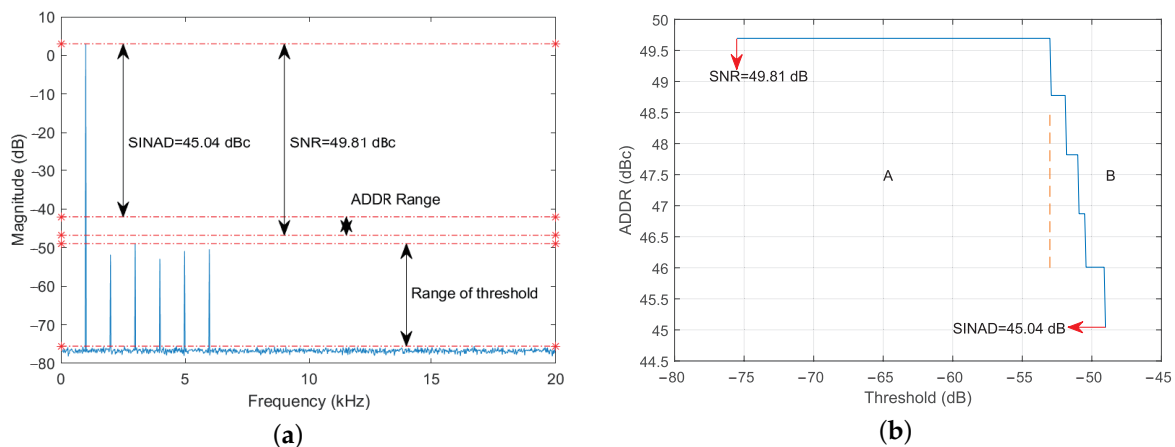 10
0
−10
−20
−30
−40
−50
−60
−70
−80
Magnitude (dB)
SINAD=45.04 dBc
SNR=49.81 dBc
ADDR Range
Range of threshold
0
5
10
15
20
Frequency (kHz)
(a)
50
49.5
49
48.5
48
47.5
47
46.5
46
45.5
45
44.5
ADDR (dBc)
SNR=49.81 dB
A
B
SINAD=45.04 dB
−80
−75
−70
−65
−60
−55
−50
−45
Threshold (dB)
(b)